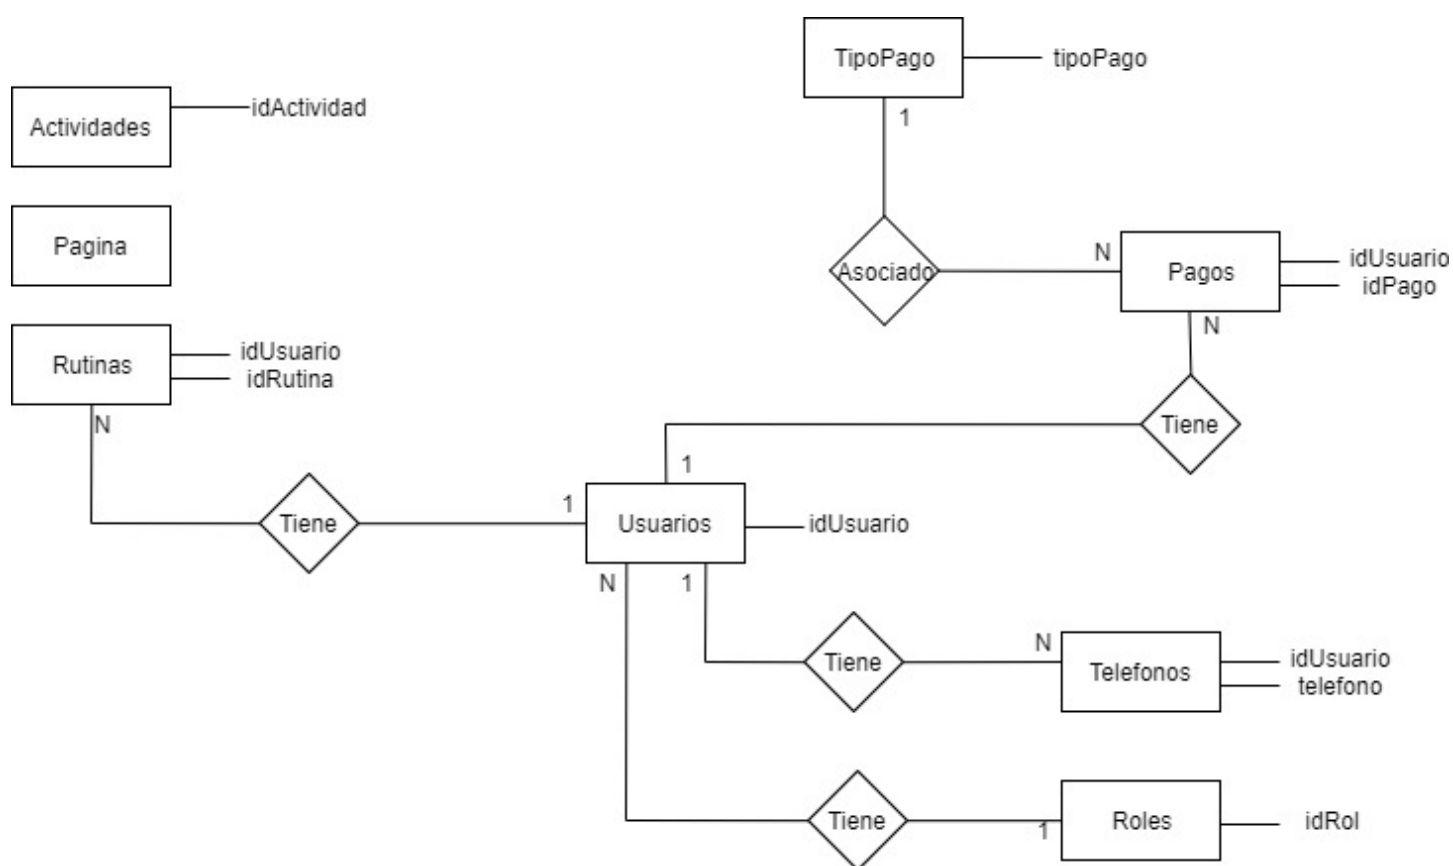 TipoPago
tipoPago
1
Actividades
idActividad
Pagina
Asociado
N
Pagos
idUsuario
idPago
N
Rutinas
idUsuario
idRutina
N
Tiene
1
Tiene
1
Usuarios
idUsuario
Tiene
N
1
Tiene
N
Telefonos
idUsuario
telefono
Tiene
1
Roles
idRol